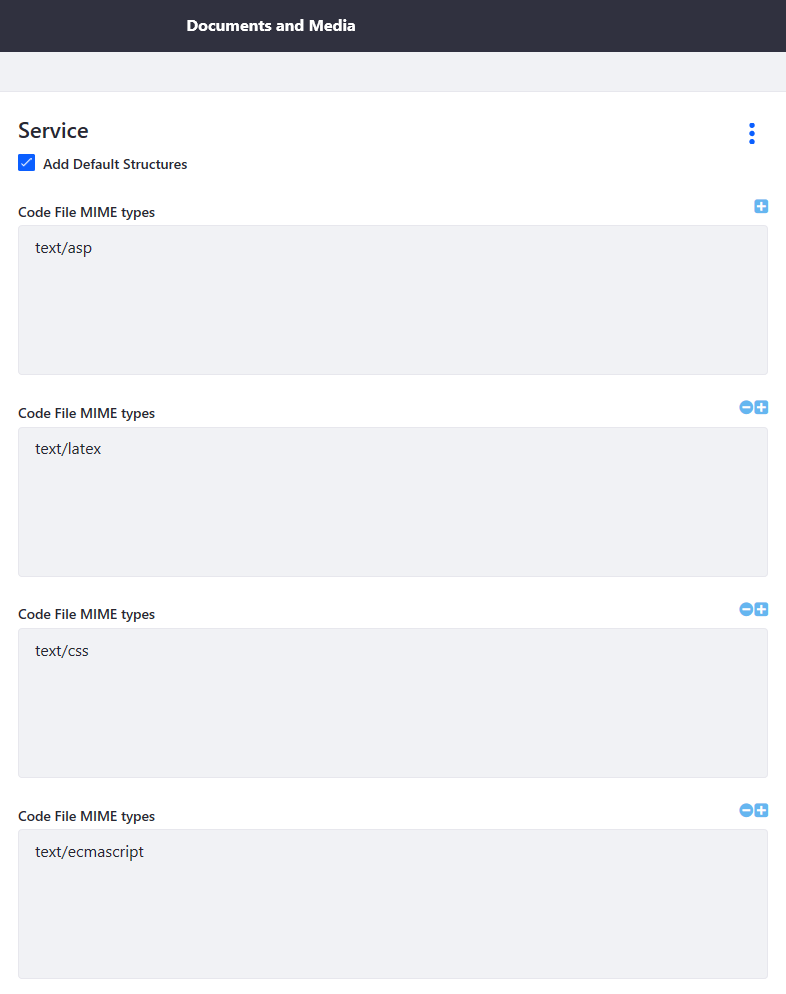 Documents and Media
Service
Add Default Structures
Code File MIME types
text/asp
Code File MIME types
text/latex
Code File MIME types
text/css
Code File MIME types
text/ecmascript